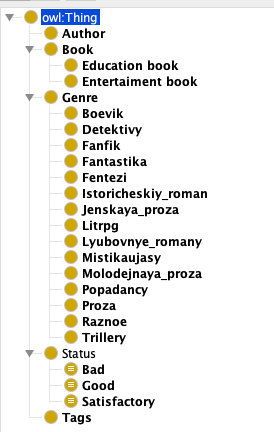 owl:Thing
Author
Book
Education book
Entertaiment book
Genre
Boevik
Detektivy
Fanfik
Fantastika
Fentezi
Istoricheskiy_roman
Jenskaya_proza
Litrpg
Lyubovnye_romany
Mistikaujasy
Molodejnaya_proza
Popadancy
Proza
Raznoe
Trillery
Status
Bad
Good
Satisfactory
Tags